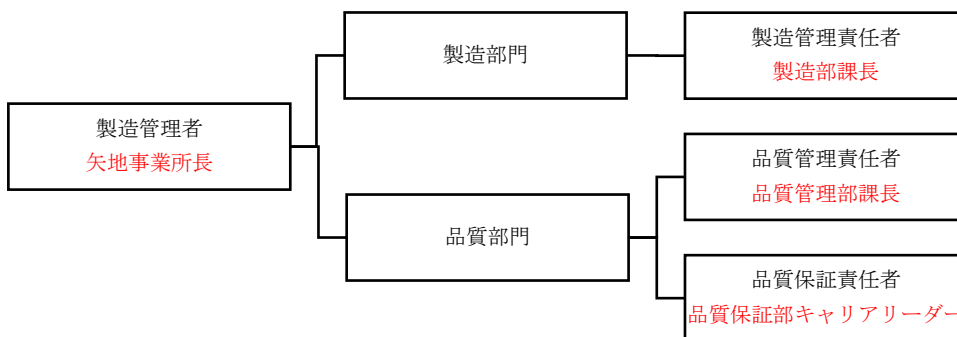 製造管理者
矢地事業所長
製造部門
製造管理責任者
製造部課長
品質部門
品質管理責任者
品質管理部課長
品質保証責任者
品質保証部キャリアリーダー